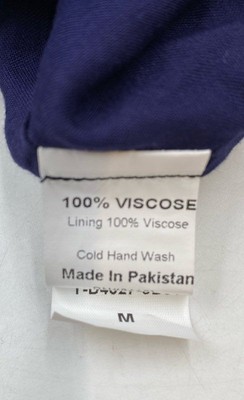 100% VISCOSE
Lining 100% Viscose
Cold Hand Wash
Made In Pakistan
M